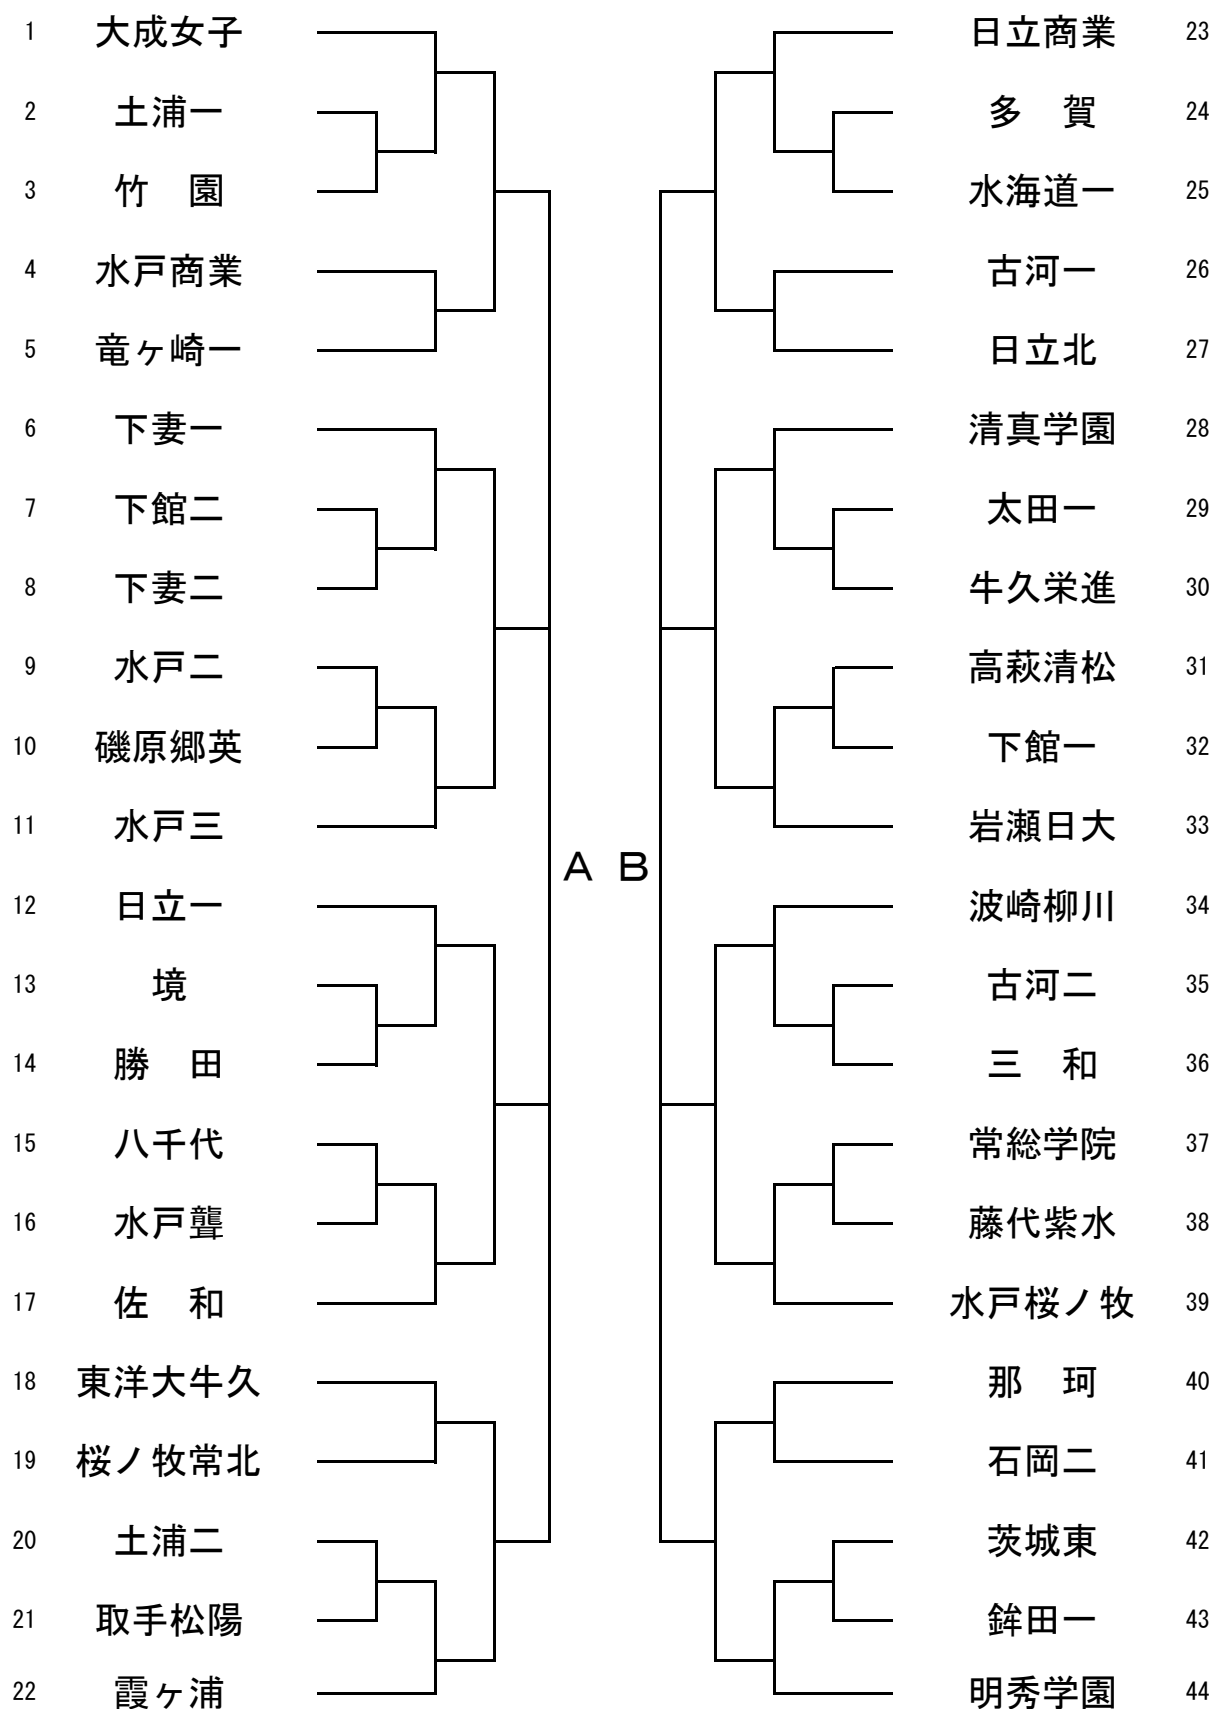 1 大成女子 日立商業 23
2 土浦一 多　賀 24
3 竹　園 水海道一 25
4 水戸商業 古河一 26
5 竜ヶ崎一 日立北 27
6 下妻一 清真学園 28
7 下館二 太田一 29
8 下妻二 牛久栄進 30
9 水戸二 高萩清松 31
10 磯原郷英 下館一 32
11 水戸三 岩瀬日大 33
A B
12 日立一 波崎柳川 34
13 境 古河二 35
14 勝　田 三　和 36
15 八千代 常総学院 37
16 水戸聾 藤代紫水 38
17 佐　和 水戸桜ノ牧 39
18 東洋大牛久 那　珂 40
19 桜ノ牧常北 石岡二 41
20 土浦二 茨城東 42
21 取手松陽 鉾田一 43
22 霞ヶ浦 明秀学園 44